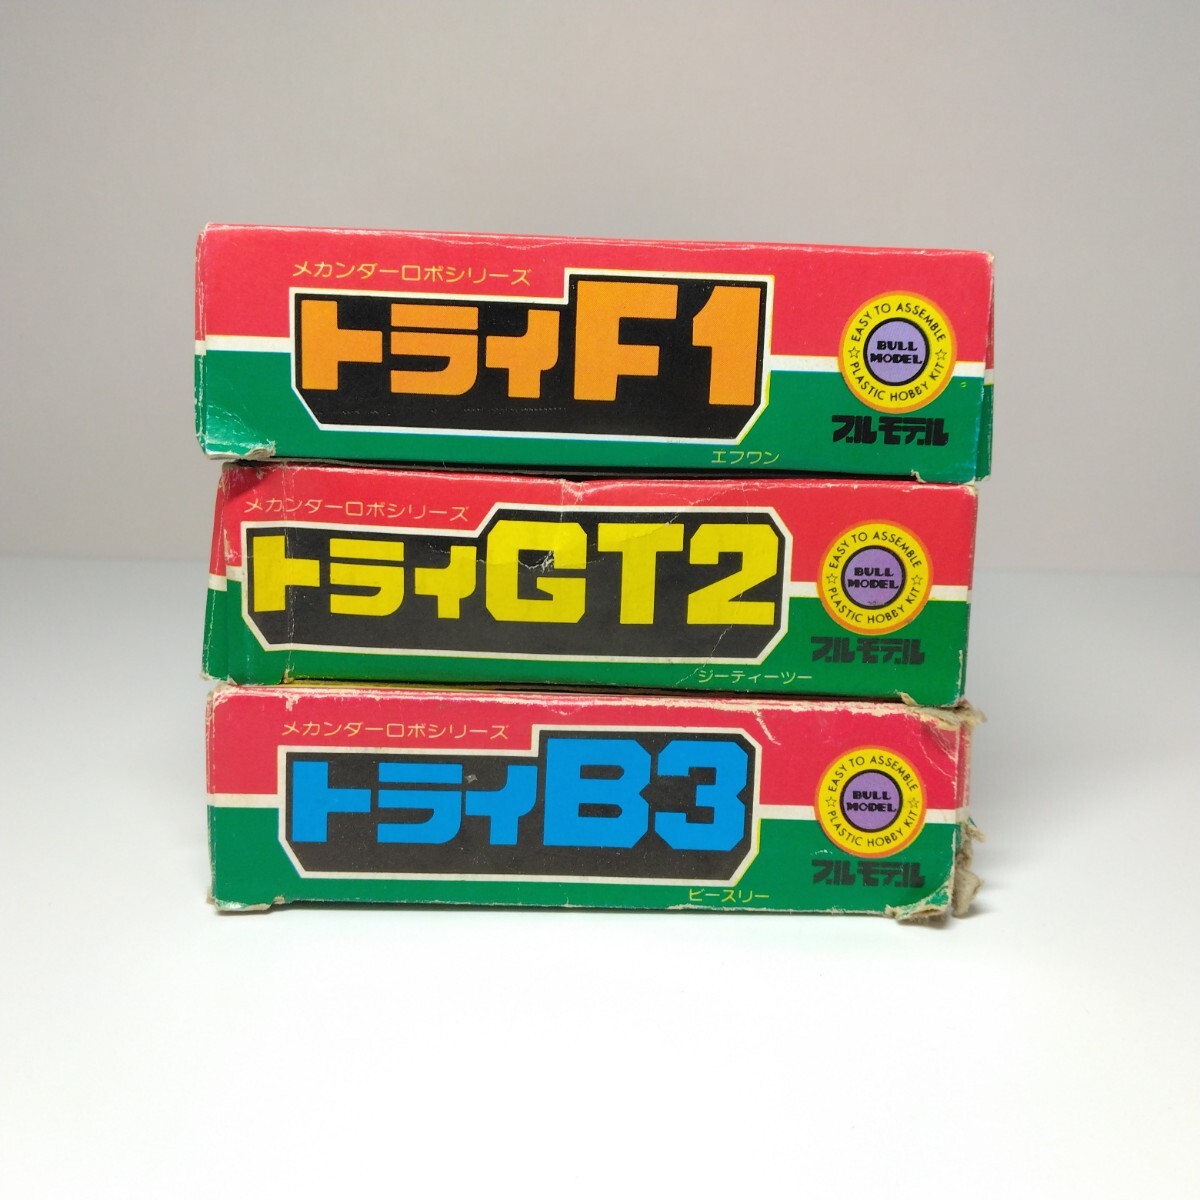 メカンダーロボシリーズ
トライF1
エフワン
EASY TO ASSEMBLE
BULL
MODEL
☆ PLASTIC HOBBY KIT ☆
ブルモデル
メカンダーロボシリーズ
トライGT2
ジーティーツー
EASY TO ASSEMBLE
BULL
MODEL
☆ PLASTIC HOBBY KIT ☆
ブルモデル
メカンダーロボシリーズ
トライB3
ビースリー
EASY TO ASSEMBLE
BULL
MODEL
☆ PLASTIC HOBBY KIT ☆
ブルモデル